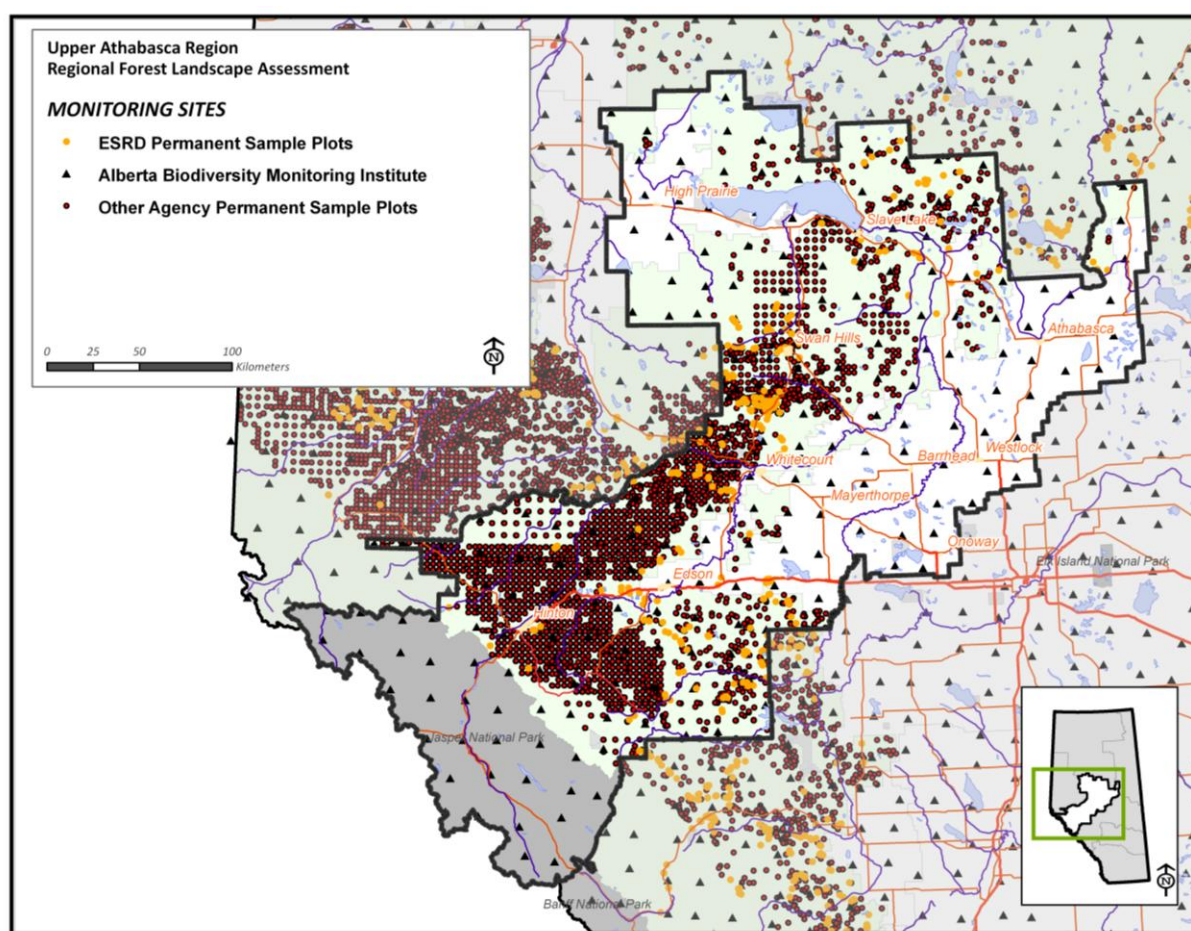 Upper Athabasca Region
Regional Forest Landscape Assessment
MONITORING SITES
ESRD Permanent Sample Plots
Alberta Biodiversity Monitoring Institute
Other Agency Permanent Sample Plots
0 25 50 100
Kilometers
N
High Prairie
Slave Lake
Swan Hills
Athabasca
Whitecourt
Barrhead
Westlock
Mayerthorpe
Onoway
Edson
Elk Island National Park
Hinton
Jasper National Park
Banff National Park
N